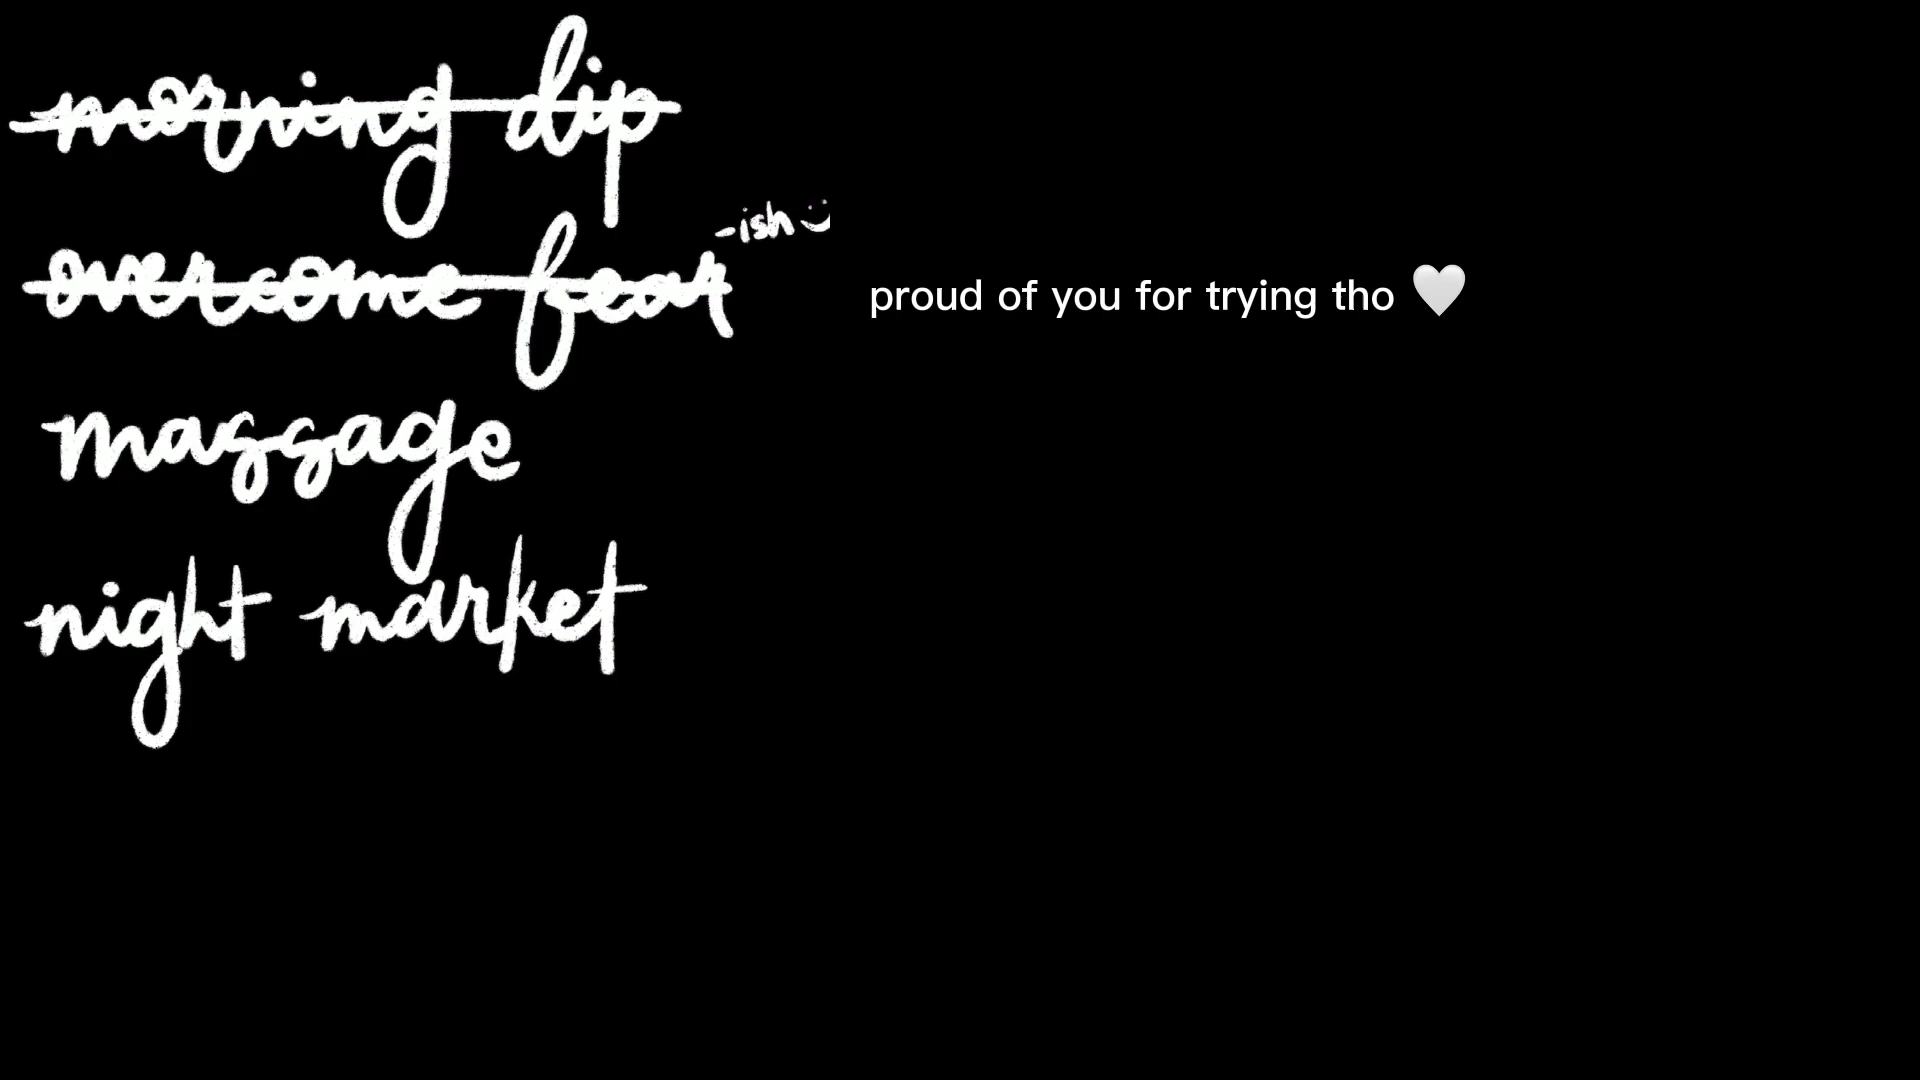 morning dip
overcome fear -ish
proud of you for trying tho 🤍
massage
night market